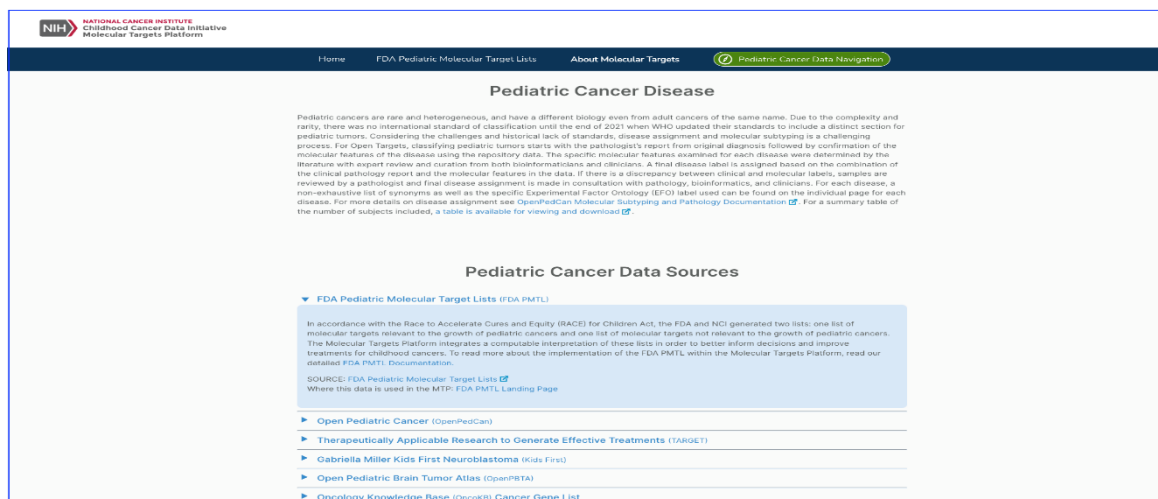 NIH NATIONAL CANCER INSTITUTE
Childhood Cancer Data Initiative
Molecular Targets Platform
Home FDA Pediatric Molecular Target Lists About Molecular Targets Pediatric Cancer Data Navigation
Pediatric Cancer Disease
Pediatric cancers are rare and heterogeneous, and have a different biology even from adult cancers of the same name. Due to the complexity and
rarity, there was no international standard of classification until the end of 2021 when WHO updated their standards to include a distinct section for
pediatric tumors. Considering the challenges and historical lack of standards, disease assignment and molecular subtyping is a challenging
process. For Open Targets, classifying pediatric tumors starts with the pathologist's report from original diagnosis followed by confirmation of the
molecular features of the disease using the repository data. The specific molecular features examined for each disease were determined by the
literature with expert review and curation from both bioinformaticians and clinicians. A final disease label is assigned based on the combination of
the clinical pathology report and the molecular features in the data. If there is a discrepancy between clinical and molecular labels, samples are
reviewed by a pathologist and final disease assignment is made in consultation with pathology, bioinformatics, and clinicians. For each disease, a
non-exhaustive list of synonyms as well as the specific Experimental Factor Ontology (EFO) label used can be found on the individual page for each
disease. For more details on disease assignment see OpenPedCan Molecular Subtyping and Pathology Documentation. For a summary table of
the number of subjects included, a table is available for viewing and download.
Pediatric Cancer Data Sources
FDA Pediatric Molecular Target Lists (FDA PMTL)
In accordance with the Race to Accelerate Cures and Equity (RACE) for Children Act, the FDA and NCI generated two lists: one list of
molecular targets relevant to the growth of pediatric cancers and one list of molecular targets not relevant to the growth of pediatric cancers.
The Molecular Targets Platform integrates a computable interpretation of these lists in order to better inform decisions and improve
treatments for childhood cancers. To read more about the implementation of the FDA PMTL within the Molecular Targets Platform, read our
detailed FDA PMTL Documentation.
SOURCE: FDA Pediatric Molecular Target Lists
Where this data is used in the MTP: FDA PMTL Landing Page
Open Pediatric Cancer (OpenPedCan)
Therapeutically Applicable Research to Generate Effective Treatments (TARGET)
Gabriella Miller Kids First Neuroblastoma (Kids First)
Open Pediatric Brain Tumor Atlas (OpenPBTA)
Oncology Knowledge Base (OncoKB) Cancer Gene List